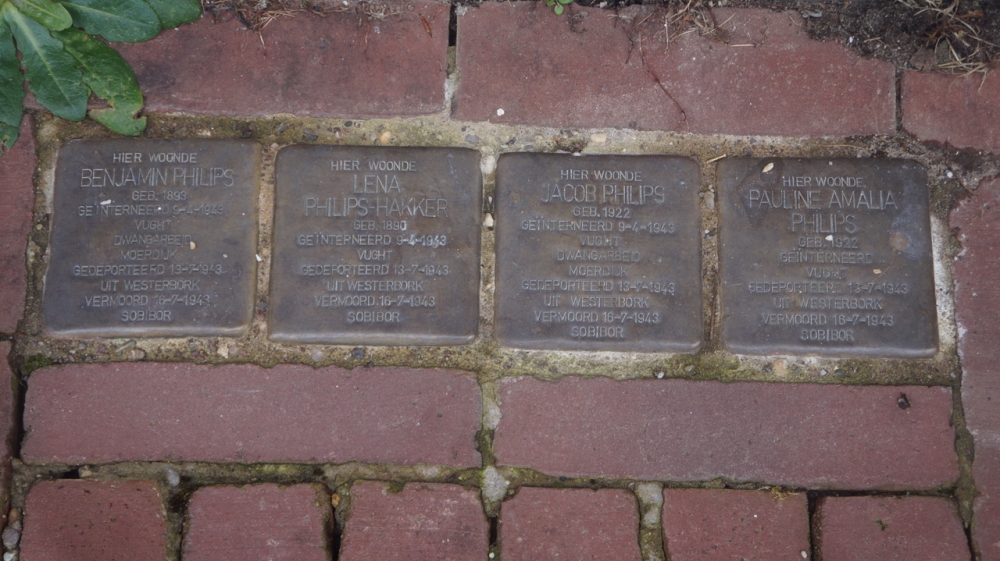 HIER WOONDE
BENJAMIN PHILIPS
GEB. 1893
GEÏNTERNEERD 9-4-1943
VUGHT
DWANGARBEID
MOERDIJK
GEDEPORTEERD 13-7-1943
UIT WESTERBORK
VERMOORD 16-7-1943
SOBIBOR
HIER WOONDE
LENA
PHILIPS-HAKKER
GEB. 1890
GEÏNTERNEERD 9-4-1943
VUGHT
GEDEPORTEERD 13-7-1943
UIT WESTERBORK
VERMOORD 16-7-1943
SOBIBOR
HIER WOONDE
JACOB PHILIPS
GEB. 1922
GEÏNTERNEERD 9-4-1943
VUGHT
DWANGARBEID
MOERDIJK
GEDEPORTEERD 13-7-1943
UIT WESTERBORK
VERMOORD 16-7-1943
SOBIBOR
HIER WOONDE
PAULINE AMALIA
PHILIPS
GEB. 1922
GEÏNTERNEERD
VUGHT
GEDEPORTEERD 13-7-1943
UIT WESTERBORK
VERMOORD 16-7-1943
SOBIBOR